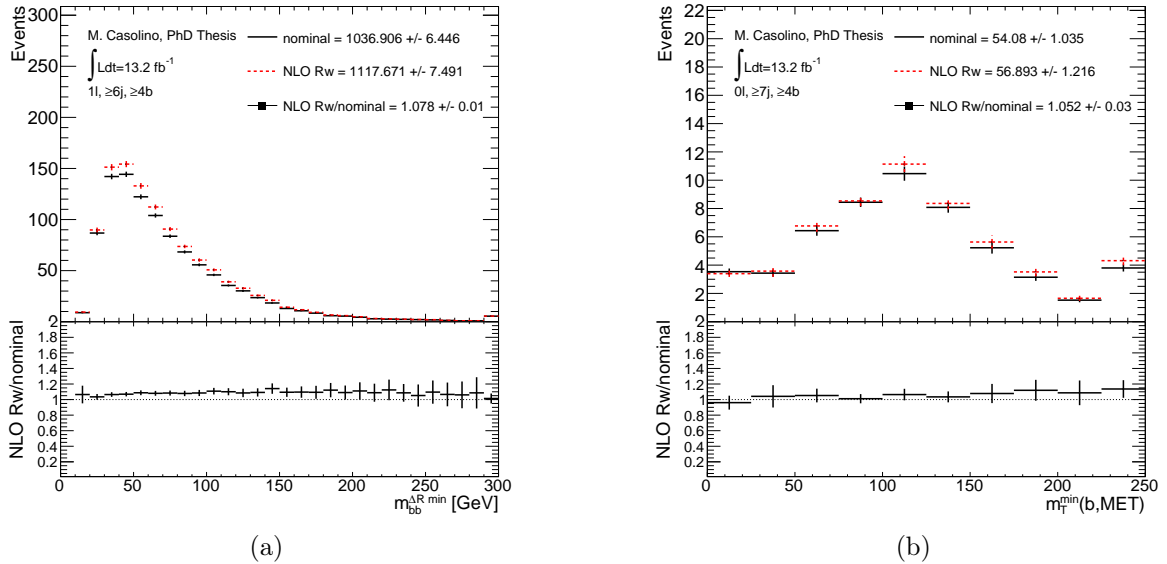 Events
300
250
200
150
100
50
M. Casolino, PhD Thesis
∫Ldt=13.2 fb⁻¹
1l, ≥6j, ≥4b
nominal = 1036.906 +/- 6.446
NLO Rw = 1117.671 +/- 7.491
NLO Rw/nominal = 1.078 +/- 0.01
NLO Rw/nominal
2
1.8
1.6
1.4
1.2
1
0.8
0.6
0.4
0.2
0 50 100 150 200 250 300
m_bb^ΔR min [GeV]
(a)
Events
22
20
18
16
14
12
10
8
6
4
2
M. Casolino, PhD Thesis
∫Ldt=13.2 fb⁻¹
0l, ≥7j, ≥4b
nominal = 54.08 +/- 1.035
NLO Rw = 56.893 +/- 1.216
NLO Rw/nominal = 1.052 +/- 0.03
NLO Rw/nominal
2
1.8
1.6
1.4
1.2
1
0.8
0.6
0.4
0.2
0 50 100 150 200 250
m_T^min(b,MET)
(b)